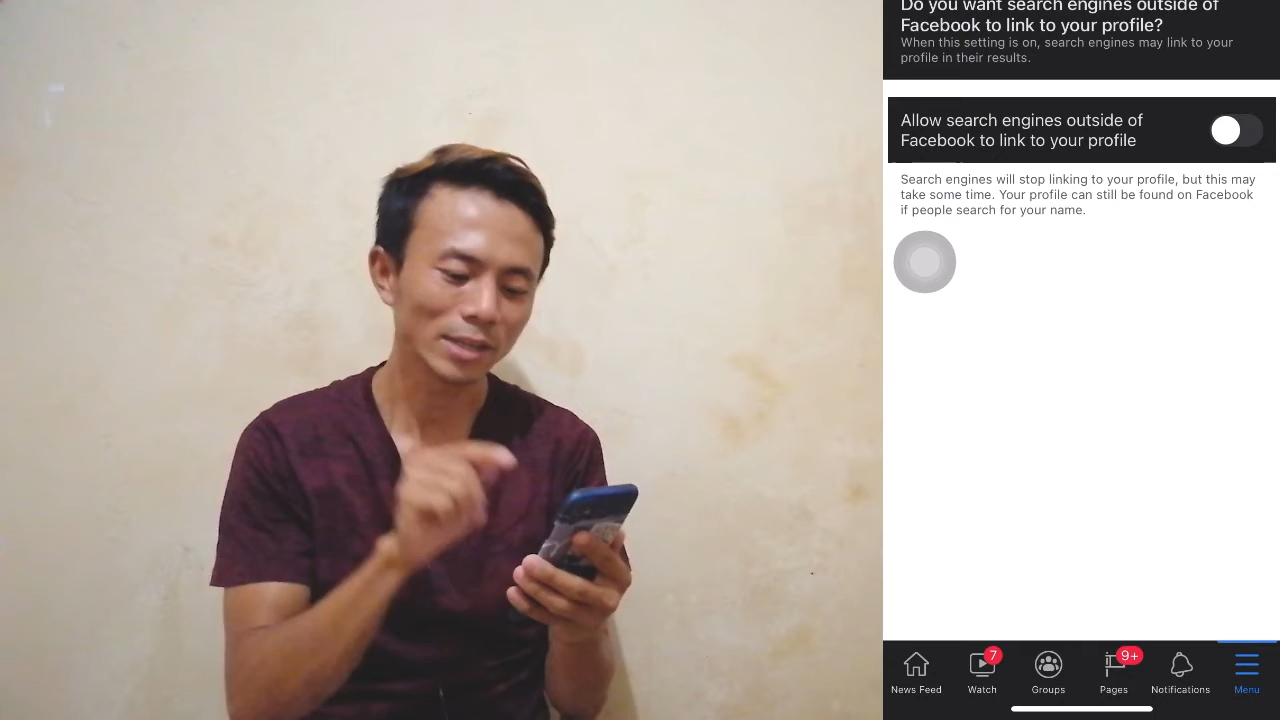 Do you want search engines outside of
Facebook to link to your profile?
When this setting is on, search engines may link to your
profile in their results.
Allow search engines outside of
Facebook to link to your profile
Search engines will stop linking to your profile, but this may
take some time. Your profile can still be found on Facebook
if people search for your name.
7
9+
News Feed
Watch
Groups
Pages
Notifications
Menu